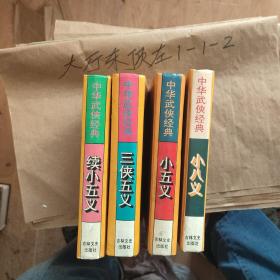 大厅东侧左1-1-2
中华武侠经典
续小五义
吉林文史
出版社
中华武侠经典
三侠五义
吉林文史
出版社
中华武侠经典
小五义
吉林文史
出版社
中华武侠经典
小八义
吉林文史
出版社